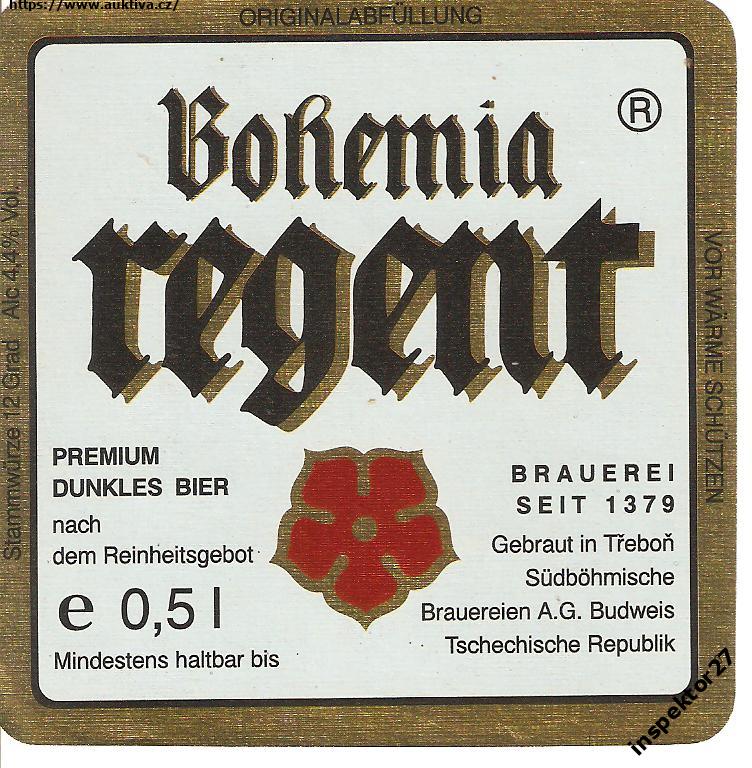 https://www.auktiva.cz/
ORIGINALABFÜLLUNG
Bohemia ®
regent
PREMIUM
DUNKLES BIER
nach
dem Reinheitsgebot
e 0,5 l
Mindestens haltbar bis
BRAUEREI
SEIT 1379
Gebraut in Třeboň
Südböhmische
Brauereien A.G. Budweis
Tschechische Republik
Stammwürze 12 Grad Alc 4,4% Vol.
VOR WÄRME SCHÜTZEN
inspektor27